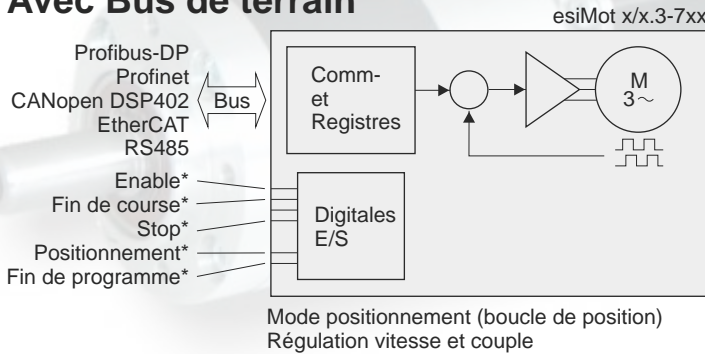 Avec Bus de terrain
esiMot x/x.3-7xx
Profibus-DP
Profinet
CANopen DSP402
EtherCAT
RS485
Bus
Comm-
et
Registres
M
3~
Enable*
Fin de course*
Stop*
Positionnement*
Fin de programme*
Digitales
E/S
Mode positionnement (boucle de position)
Régulation vitesse et couple